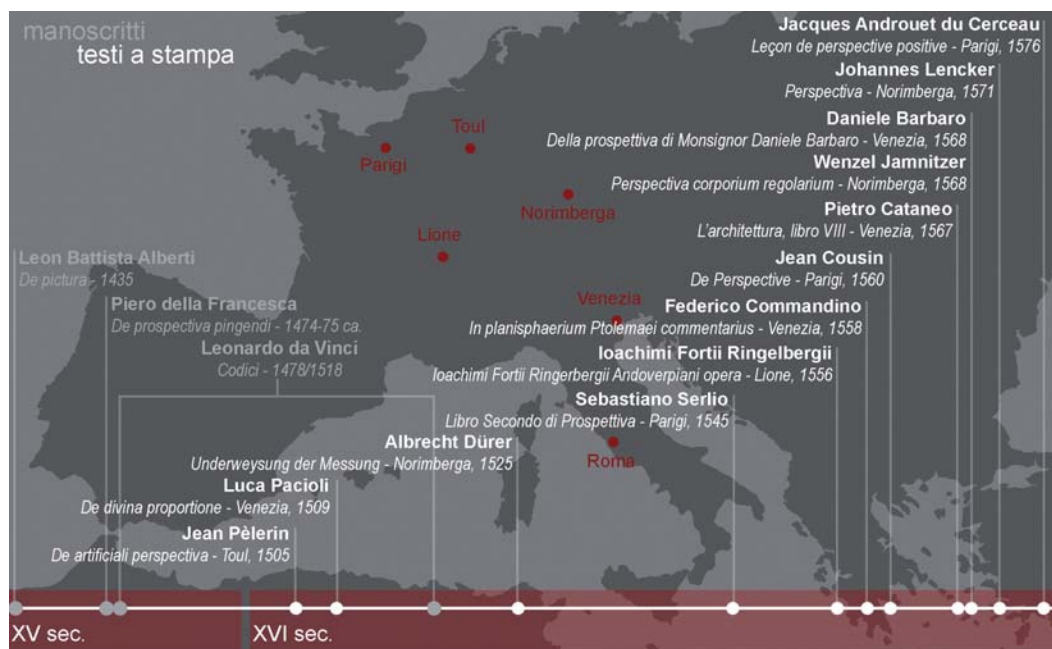 manoscritti
testi a stampa
Jacques Androuet du Cerceau
Leçon de perspective positive - Parigi, 1576
Johannes Lencker
Perspectiva - Norimberga, 1571
Daniele Barbaro
Della prospettiva di Monsignor Daniele Barbaro - Venezia, 1568
Wenzel Jamnitzer
Perspectiva corporium regolarium - Norimberga, 1568
Pietro Cataneo
L'architettura, libro VIII - Venezia, 1567
Jean Cousin
De Perspective - Parigi, 1560
Federico Commandino
In planisphaerium Ptolemaei commentarius - Venezia, 1558
Ioachimi Fortii Ringelbergii
Ioachimi Fortii Ringerbergii Andoverpiani opera - Lione, 1556
Sebastiano Serlio
Libro Secondo di Prospettiva - Parigi, 1545
Albrecht Dürer
Underweysung der Messung - Norimberga, 1525
Luca Pacioli
De divina proportione - Venezia, 1509
Jean Pèlerin
De artificiali perspectiva - Toul, 1505
Leon Battista Alberti
De pictura - 1435
Piero della Francesca
De prospectiva pingendi - 1474-75 ca.
Leonardo da Vinci
Codici - 1478/1518
Toul
Parigi
Norimberga
Lione
Venezia
Roma
XV sec.
XVI sec.